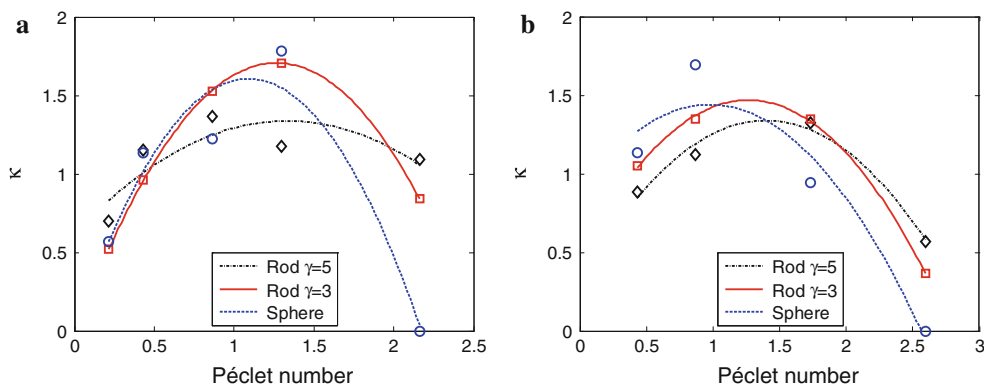 a
2
1.5
κ
1
0.5
0
Rod γ=5
Rod γ=3
Sphere
0 0.5 1 1.5 2 2.5
Péclet number
b
2
1.5
κ
1
0.5
0
Rod γ=5
Rod γ=3
Sphere
0 0.5 1 1.5 2 2.5 3
Péclet number